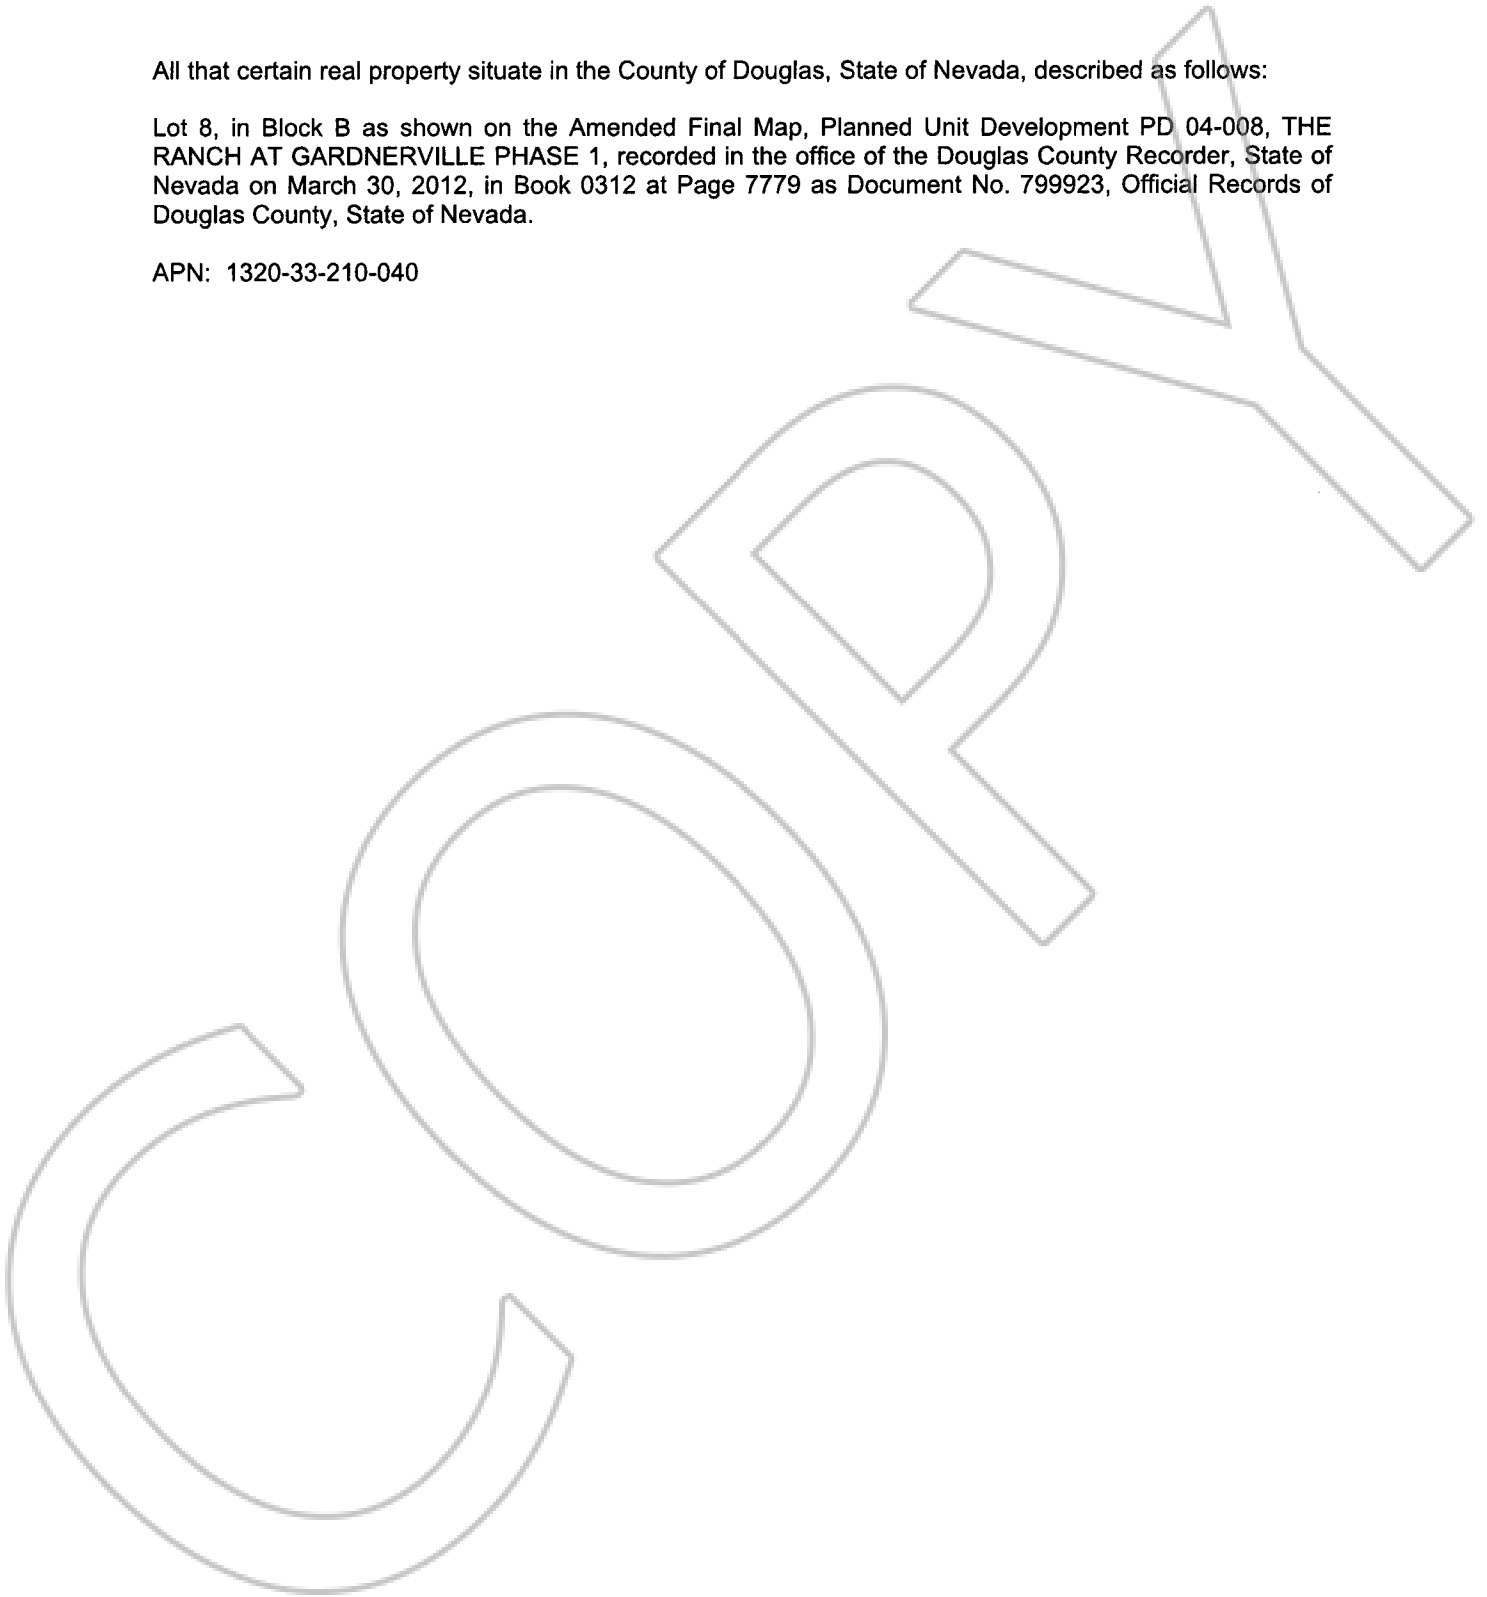 All that certain real property situate in the County of Douglas, State of Nevada, described as follows:
Lot 8, in Block B as shown on the Amended Final Map, Planned Unit Development PD 04-008, THE
RANCH AT GARDNERVILLE PHASE 1, recorded in the office of the Douglas County Recorder, State of
Nevada on March 30, 2012, in Book 0312 at Page 7779 as Document No. 799923, Official Records of
Douglas County, State of Nevada.
APN: 1320-33-210-040
COPY